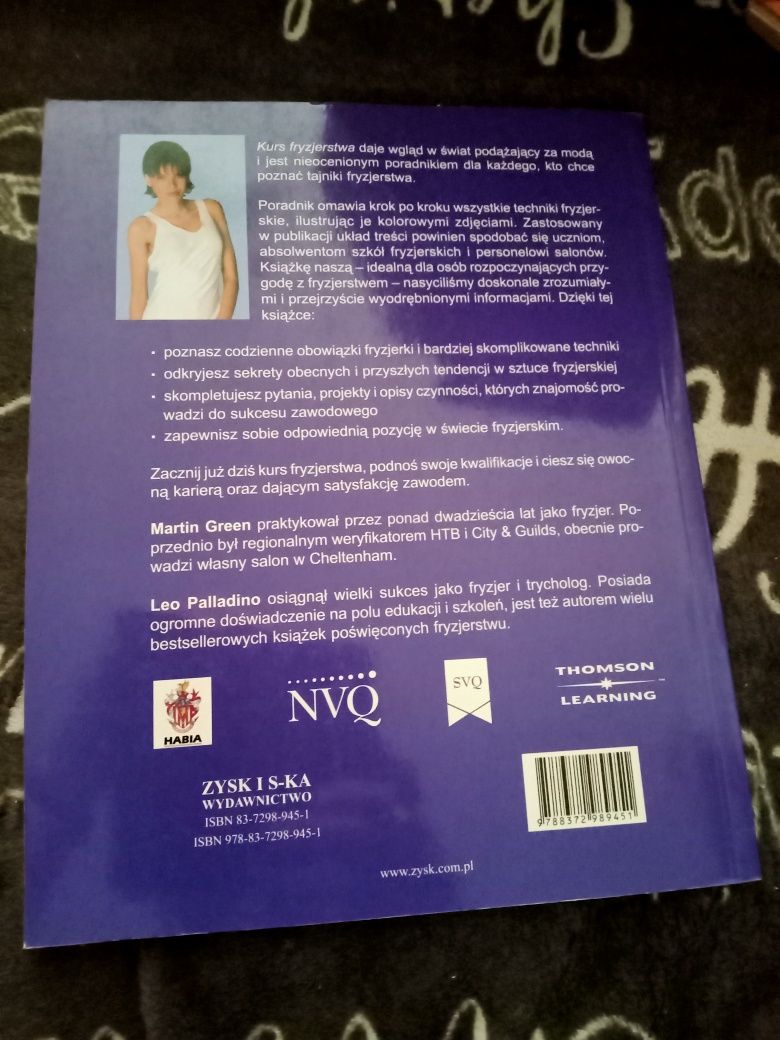 Kurs fryzjerstwa daje wgląd w świat podążający za modą
i jest nieocenionym poradnikiem dla każdego, kto chce
poznać tajniki fryzjerstwa.
Poradnik omawia krok po kroku wszystkie techniki fryzjer-
skie, ilustrując je kolorowymi zdjęciami. Zastosowany
w publikacji układ treści powinien spodobać się uczniom,
absolwentom szkół fryzjerskich i personelowi salonów.
Książkę naszą – idealną dla osób rozpoczynających przy-
godę z fryzjerstwem – nasyciliśmy doskonale zrozumiały-
mi i przejrzyście wyodrębnionymi informacjami. Dzięki tej
książce:
• poznasz codzienne obowiązki fryzjerki i bardziej skomplikowane techniki
• odkryjesz sekrety obecnych i przyszłych tendencji w sztuce fryzjerskiej
• skompletujesz pytania, projekty i opisy czynności, których znajomość pro-
wadzi do sukcesu zawodowego
• zapewnisz sobie odpowiednią pozycję w świecie fryzjerskim.
Zacznij już dziś kurs fryzjerstwa, podnoś swoje kwalifikacje i ciesz się owoc-
ną karierą oraz dającym satysfakcję zawodem.
Martin Green praktykował przez ponad dwadzieścia lat jako fryzjer. Po-
przednio był regionalnym weryfikatorem HTB i City & Guilds, obecnie pro-
wadzi własny salon w Cheltenham.
Leo Palladino osiągnął wielki sukces jako fryzjer i trycholog. Posiada
ogromne doświadczenie na polu edukacji i szkoleń, jest też autorem wielu
bestsellerowych książek poświęconych fryzjerstwu.
HABIA
NVQ
SVQ
THOMSON
LEARNING
ZYSK I S-KA
WYDAWNICTWO
ISBN 83-7298-945-1
ISBN 978-83-7298-945-1
9788372989451
www.zysk.com.pl